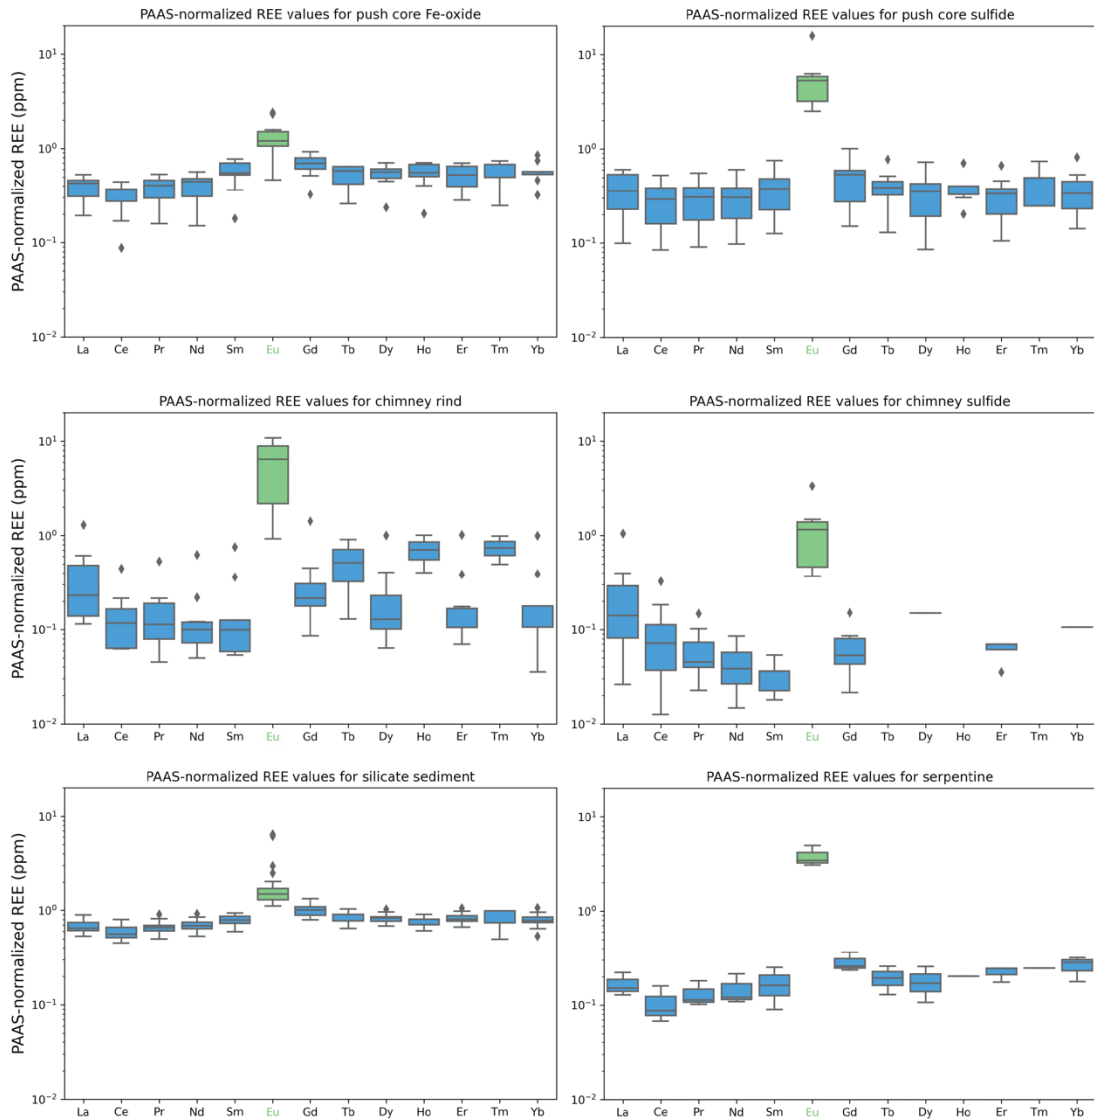 PAAS-normalized REE values for push core Fe-oxide
PAAS-normalized REE (ppm)
10¹
10⁰
10⁻¹
10⁻²
La Ce Pr Nd Sm Eu Gd Tb Dy Ho Er Tm Yb
PAAS-normalized REE values for push core sulfide
10¹
10⁰
10⁻¹
10⁻²
La Ce Pr Nd Sm Eu Gd Tb Dy Ho Er Tm Yb
PAAS-normalized REE values for chimney rind
PAAS-normalized REE (ppm)
10¹
10⁰
10⁻¹
10⁻²
La Ce Pr Nd Sm Eu Gd Tb Dy Ho Er Tm Yb
PAAS-normalized REE values for chimney sulfide
10¹
10⁰
10⁻¹
10⁻²
La Ce Pr Nd Sm Eu Gd Tb Dy Ho Er Tm Yb
PAAS-normalized REE values for silicate sediment
PAAS-normalized REE (ppm)
10¹
10⁰
10⁻¹
10⁻²
La Ce Pr Nd Sm Eu Gd Tb Dy Ho Er Tm Yb
PAAS-normalized REE values for serpentine
10¹
10⁰
10⁻¹
10⁻²
La Ce Pr Nd Sm Eu Gd Tb Dy Ho Er Tm Yb